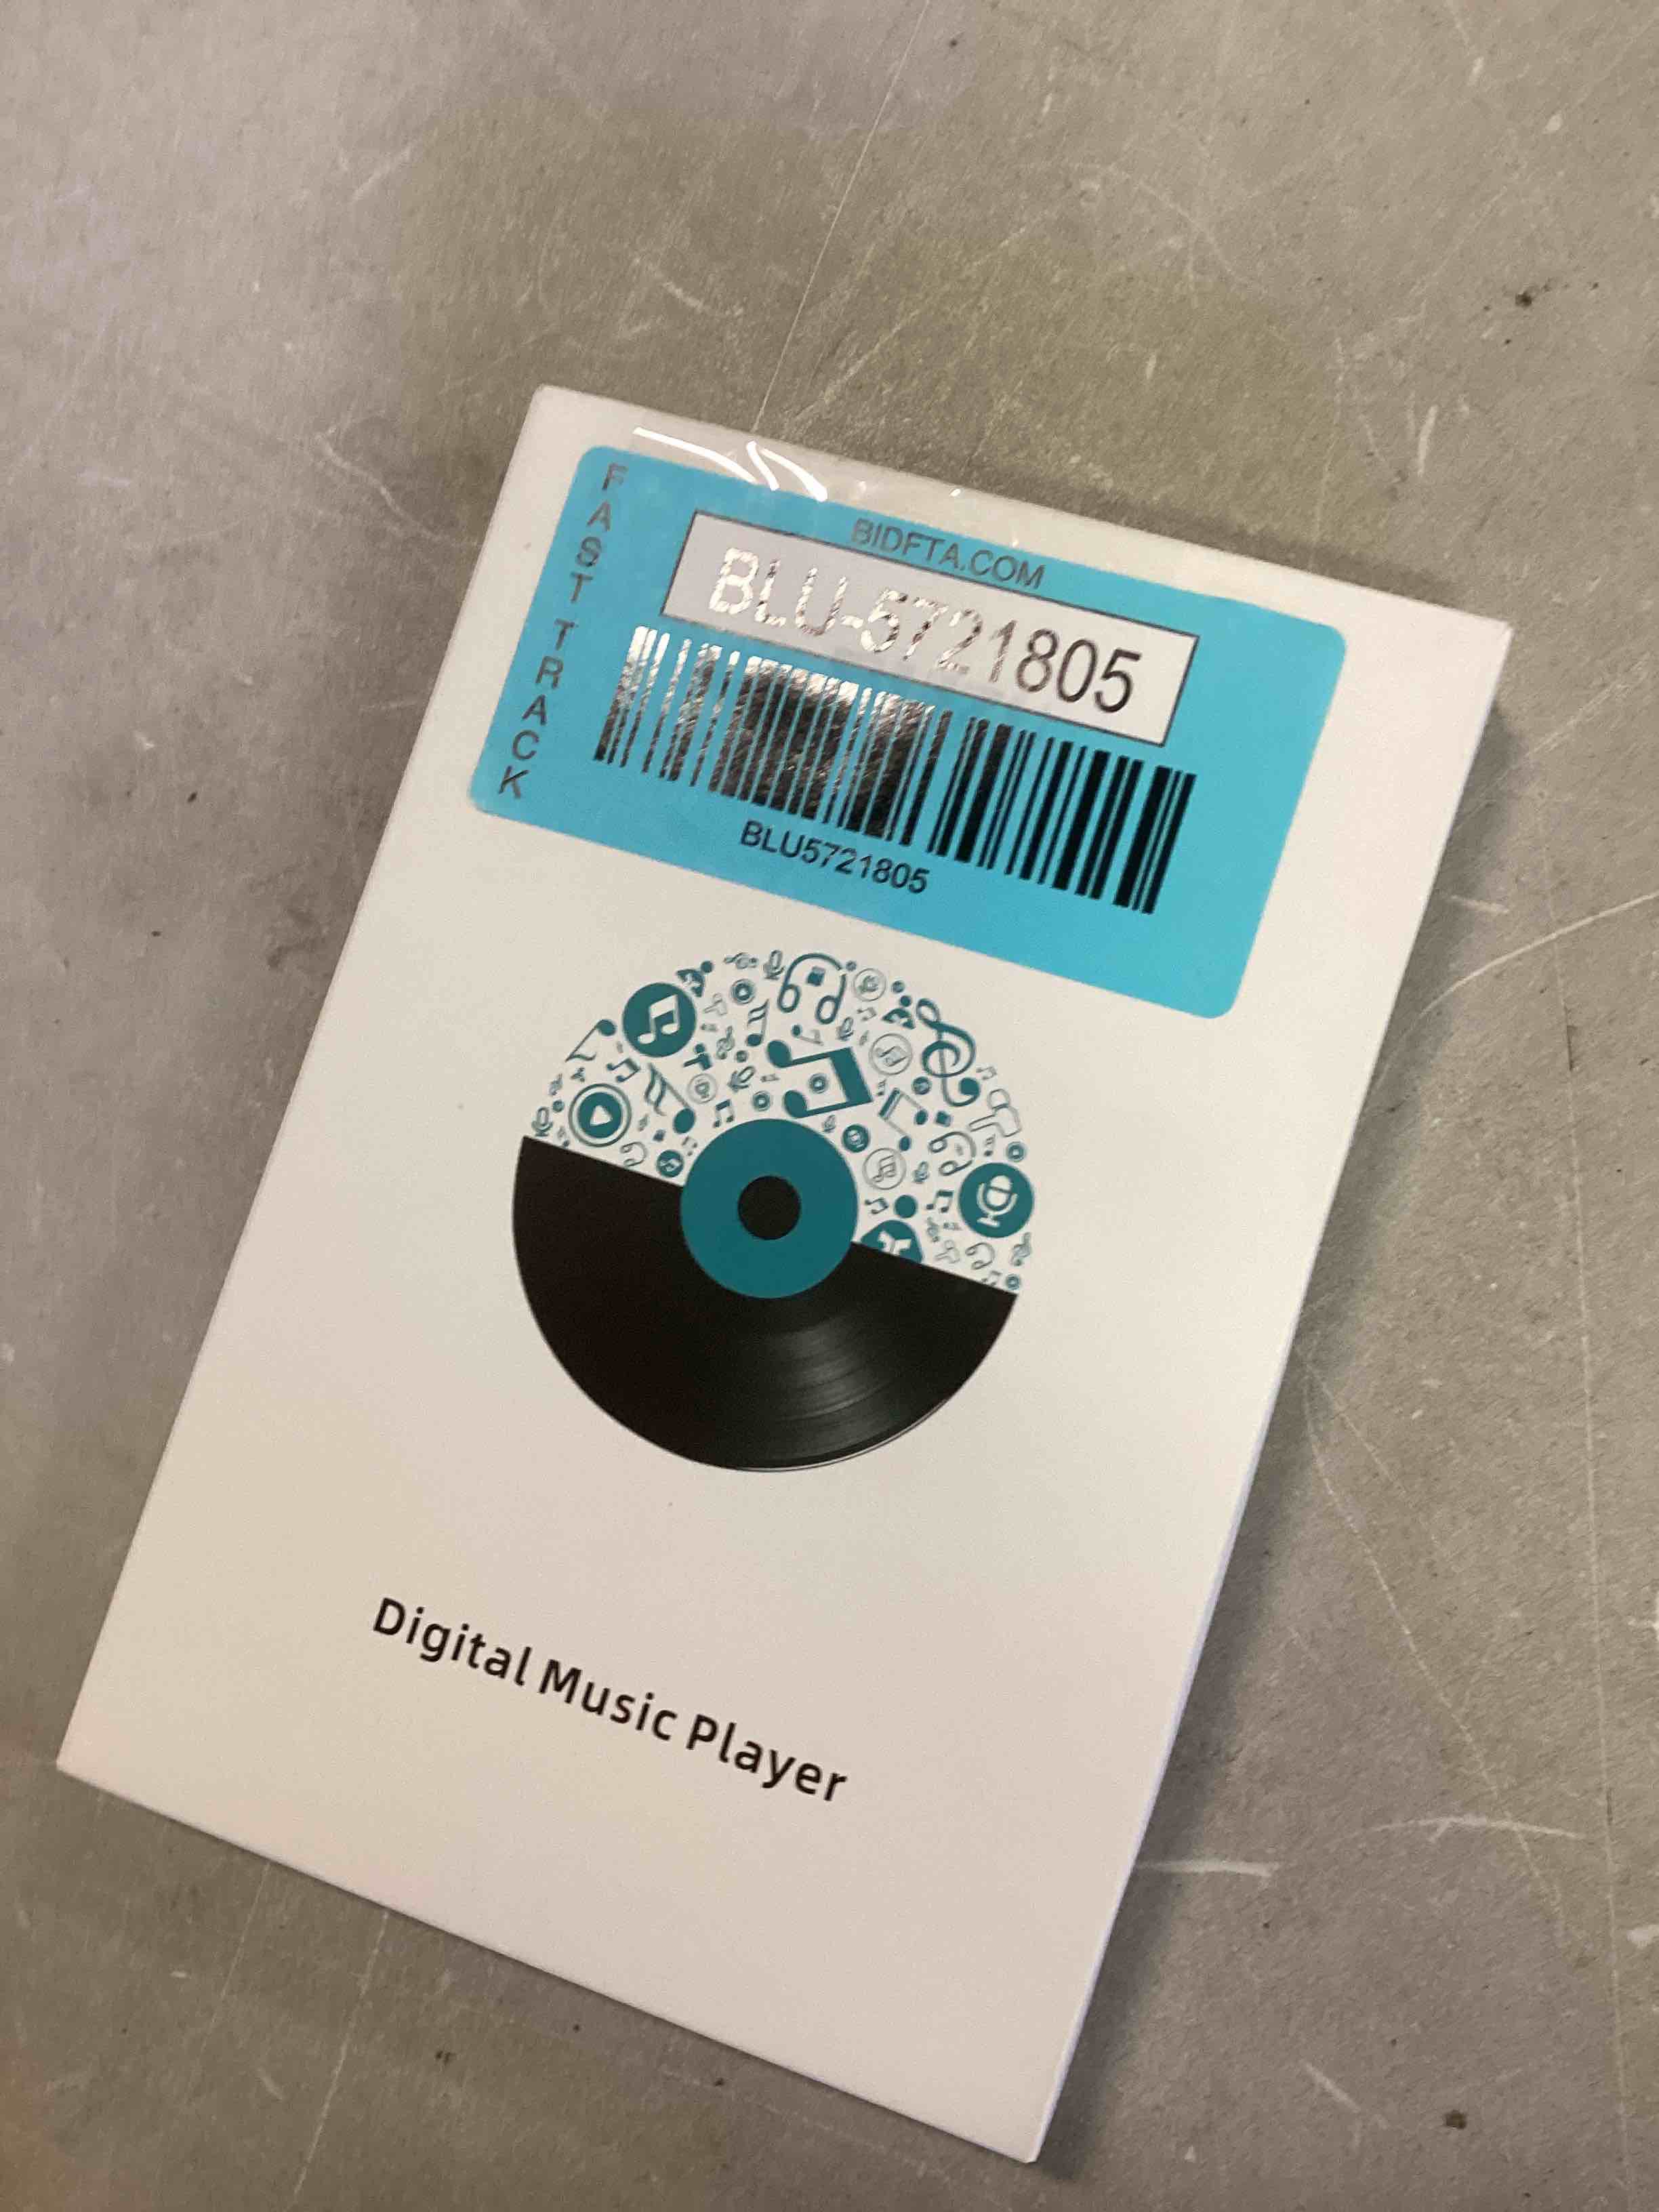 FAST TRACK
BIDFTA.COM
BLU-5721805
BLU5721805
Digital Music Player